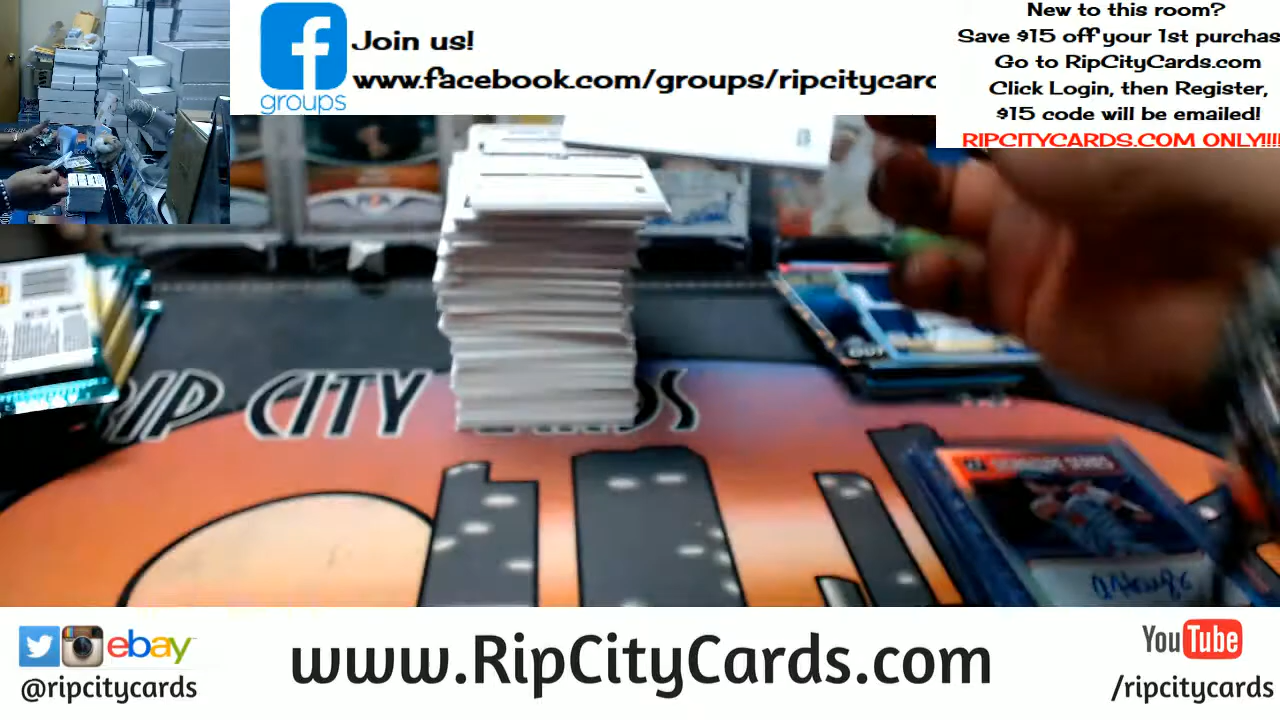 Join us!
www.facebook.com/groups/ripcitycarc
groups
New to this room?
Save $15 off your 1st purchas
Go to RipCityCards.com
Click Login, then Register,
$15 code will be emailed!
RIPCITYCARDS.COM ONLY!!!!
RIP CITY
ebay
@ripcitycards
www.RipCityCards.com
YouTube
/ripcitycards